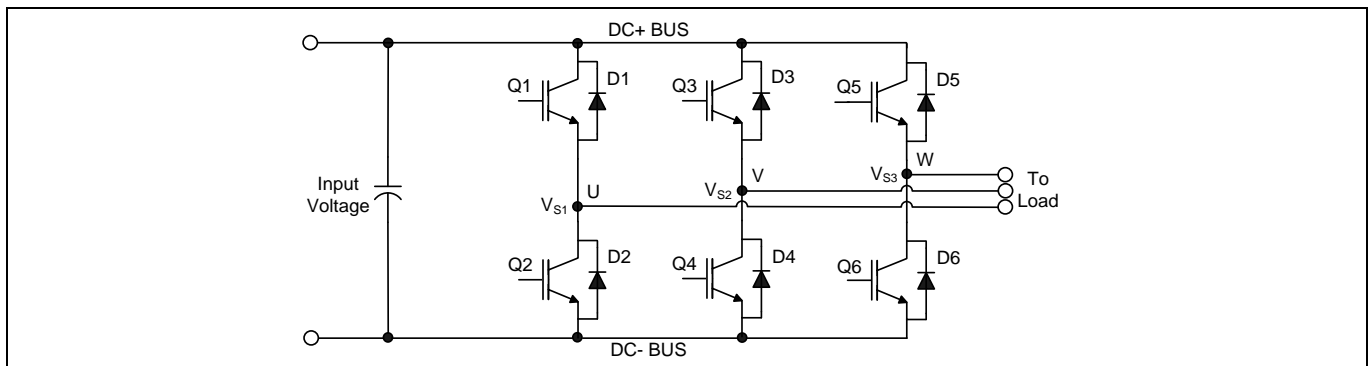 DC+ BUS
Q1
D1
Q3
D3
Q5
D5
Input
Voltage
U
VS1
V
VS2
W
VS3
To
Load
Q2
D2
Q4
D4
Q6
D6
DC- BUS